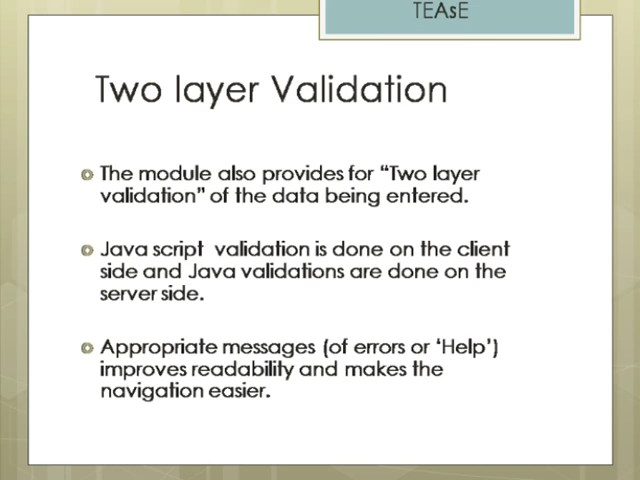 TEAsE
Two layer Validation
The module also provides for “Two layer
validation” of the data being entered.
Java script  validation is done on the client
side and Java validations are done on the
server side.
Appropriate messages (of errors or ‘Help’)
improves readability and makes the
navigation easier.